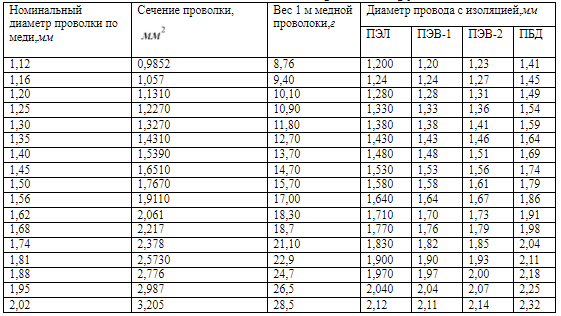 Номинальный диаметр проволки по меди,мм | Сечение проволки, мм² | Вес 1 м медной проволоки,г | Диаметр провода с изоляцией,мм
ПЭЛ | ПЭВ-1 | ПЭВ-2 | ПБД
1,12 | 0,9852 | 8,76 | 1,200 | 1,20 | 1,23 | 1,41
1,16 | 1,057 | 9,40 | 1,24 | 1,24 | 1,27 | 1,45
1,20 | 1,1310 | 10,10 | 1,280 | 1,28 | 1,31 | 1,49
1,25 | 1,2270 | 10,90 | 1,330 | 1,33 | 1,36 | 1,54
1,30 | 1,3270 | 11,80 | 1,380 | 1,38 | 1,41 | 1,59
1,35 | 1,4310 | 12,70 | 1,430 | 1,43 | 1,46 | 1,64
1,40 | 1,5390 | 13,70 | 1,480 | 1,48 | 1,51 | 1,69
1,45 | 1,6510 | 14,70 | 1,530 | 1,53 | 1,56 | 1,74
1,50 | 1,7670 | 15,70 | 1,580 | 1,58 | 1,61 | 1,79
1,56 | 1,9110 | 17,00 | 1,640 | 1,64 | 1,67 | 1,86
1,62 | 2,061 | 18,30 | 1,710 | 1,70 | 1,73 | 1,91
1,68 | 2,217 | 18,7 | 1,770 | 1,76 | 1,79 | 1,98
1,74 | 2,378 | 21,10 | 1,830 | 1,82 | 1,85 | 2,04
1,81 | 2,5730 | 22,9 | 1,900 | 1,90 | 1,93 | 2,11
1,88 | 2,776 | 24,7 | 1,970 | 1,97 | 2,00 | 2,18
1,95 | 2,987 | 26,5 | 2,040 | 2,04 | 2,07 | 2,25
2,02 | 3,205 | 28,5 | 2,12 | 2,11 | 2,14 | 2,32